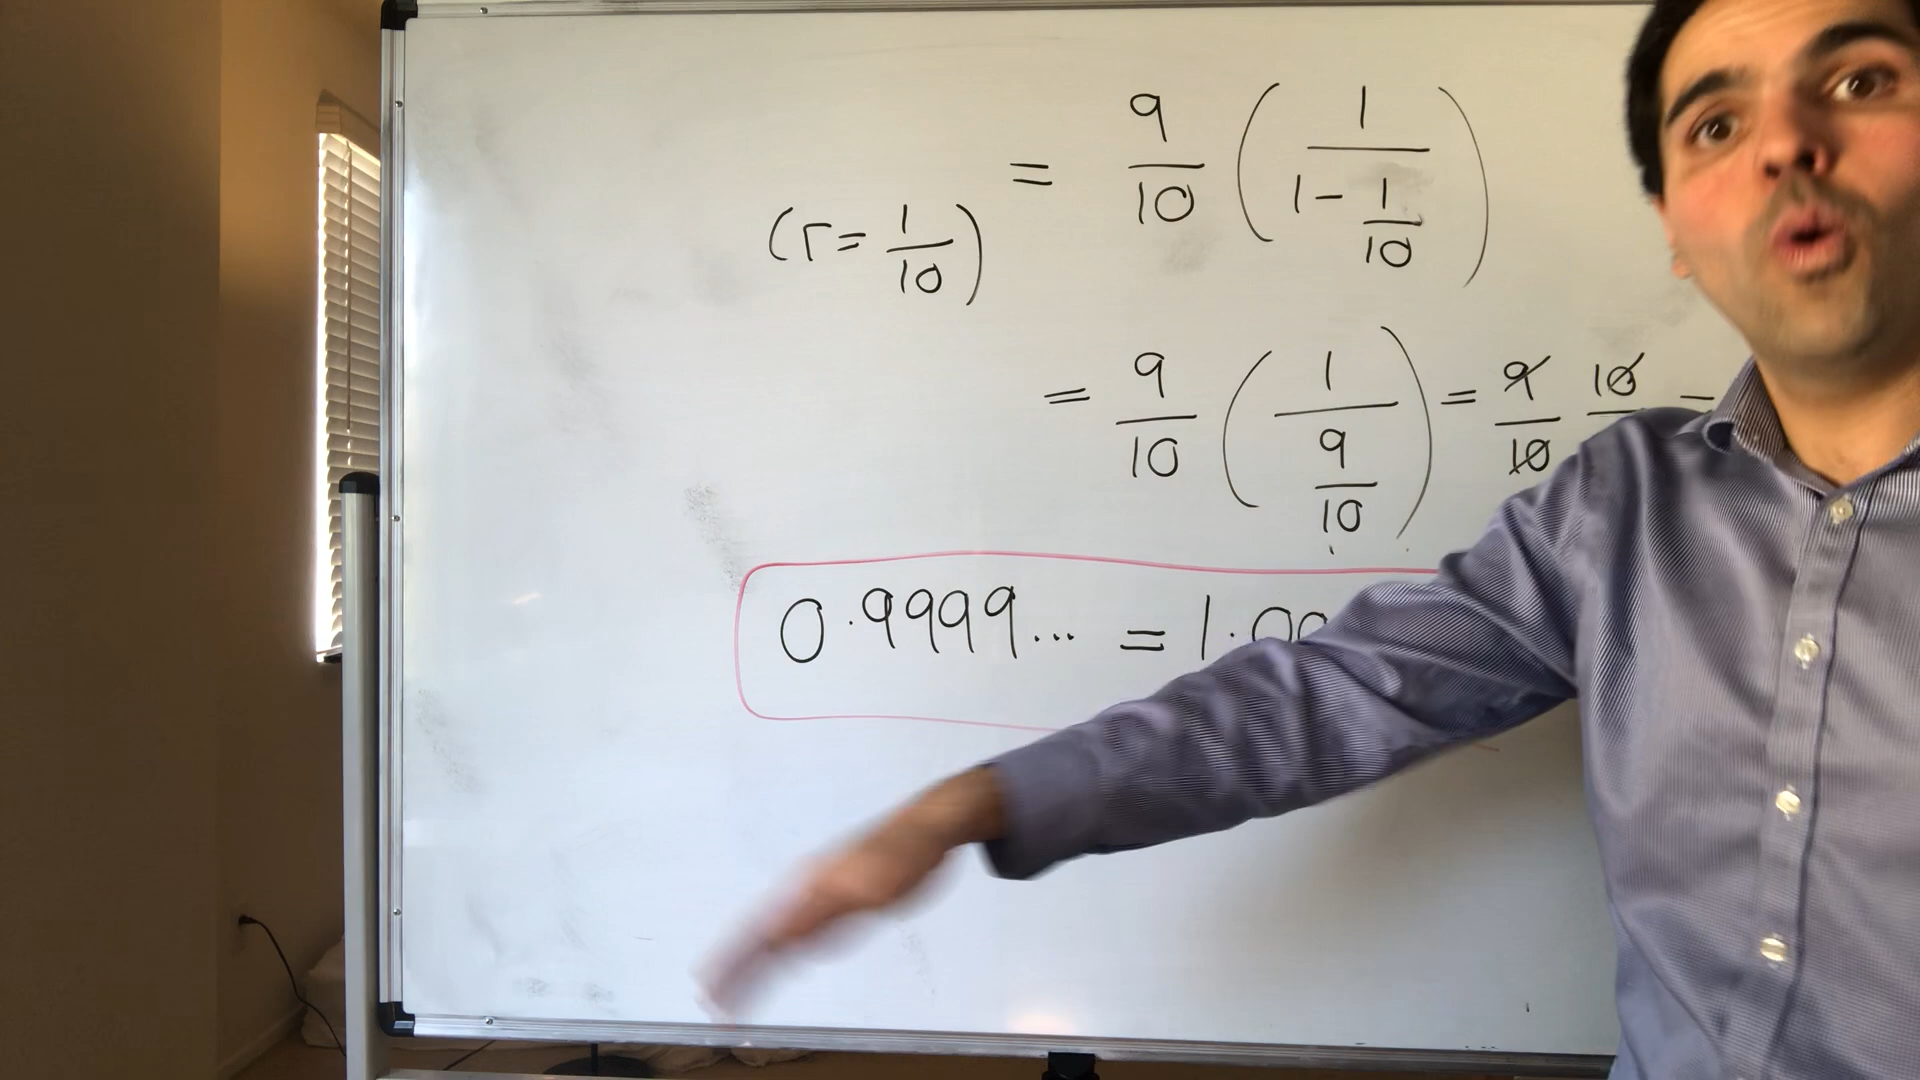 = 9/10 ( 1/(1 - 1/10) )
(r = 1/10)
= 9/10 ( 1/(9/10) ) = 9/10 10/ =
0.9999... = 1.00